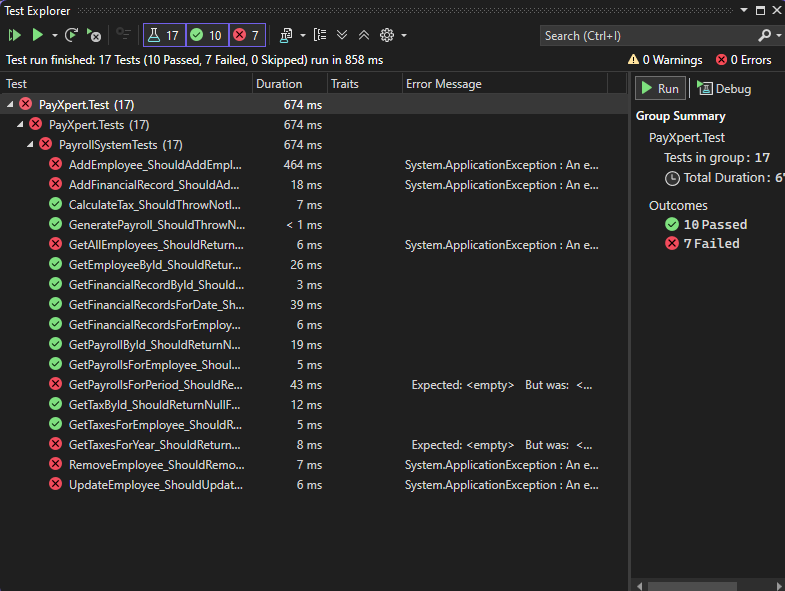 Test Explorer
17 10 7 Search (Ctrl+I)
Test run finished: 17 Tests (10 Passed, 7 Failed, 0 Skipped) run in 858 ms 0 Warnings 0 Errors
Test Duration Traits Error Message
PayXpert.Test (17) 674 ms
PayXpert.Tests (17) 674 ms
PayrollSystemTests (17) 674 ms
AddEmployee_ShouldAddEmpl... 464 ms System.ApplicationException : An e...
AddFinancialRecord_ShouldAd... 18 ms System.ApplicationException : An e...
CalculateTax_ShouldThrowNotI... 7 ms
GeneratePayroll_ShouldThrowN... < 1 ms
GetAllEmployees_ShouldReturn... 6 ms System.ApplicationException : An e...
GetEmployeeById_ShouldRetur... 26 ms
GetFinancialRecordById_Should... 3 ms
GetFinancialRecordsForDate_Sh... 39 ms
GetFinancialRecordsForEmploy... 6 ms
GetPayrollById_ShouldReturnN... 19 ms
GetPayrollsForEmployee_Shoul... 5 ms
GetPayrollsForPeriod_ShouldRe... 43 ms Expected: <empty> But was: <...
GetTaxById_ShouldReturnNullF... 12 ms
GetTaxesForEmployee_ShouldR... 5 ms
GetTaxesForYear_ShouldReturn... 8 ms Expected: <empty> But was: <...
RemoveEmployee_ShouldRemo... 7 ms System.ApplicationException : An e...
UpdateEmployee_ShouldUpdat... 6 ms System.ApplicationException : An e...
Run Debug
Group Summary
PayXpert.Test
Tests in group: 17
Total Duration: 6
Outcomes
10 Passed
7 Failed